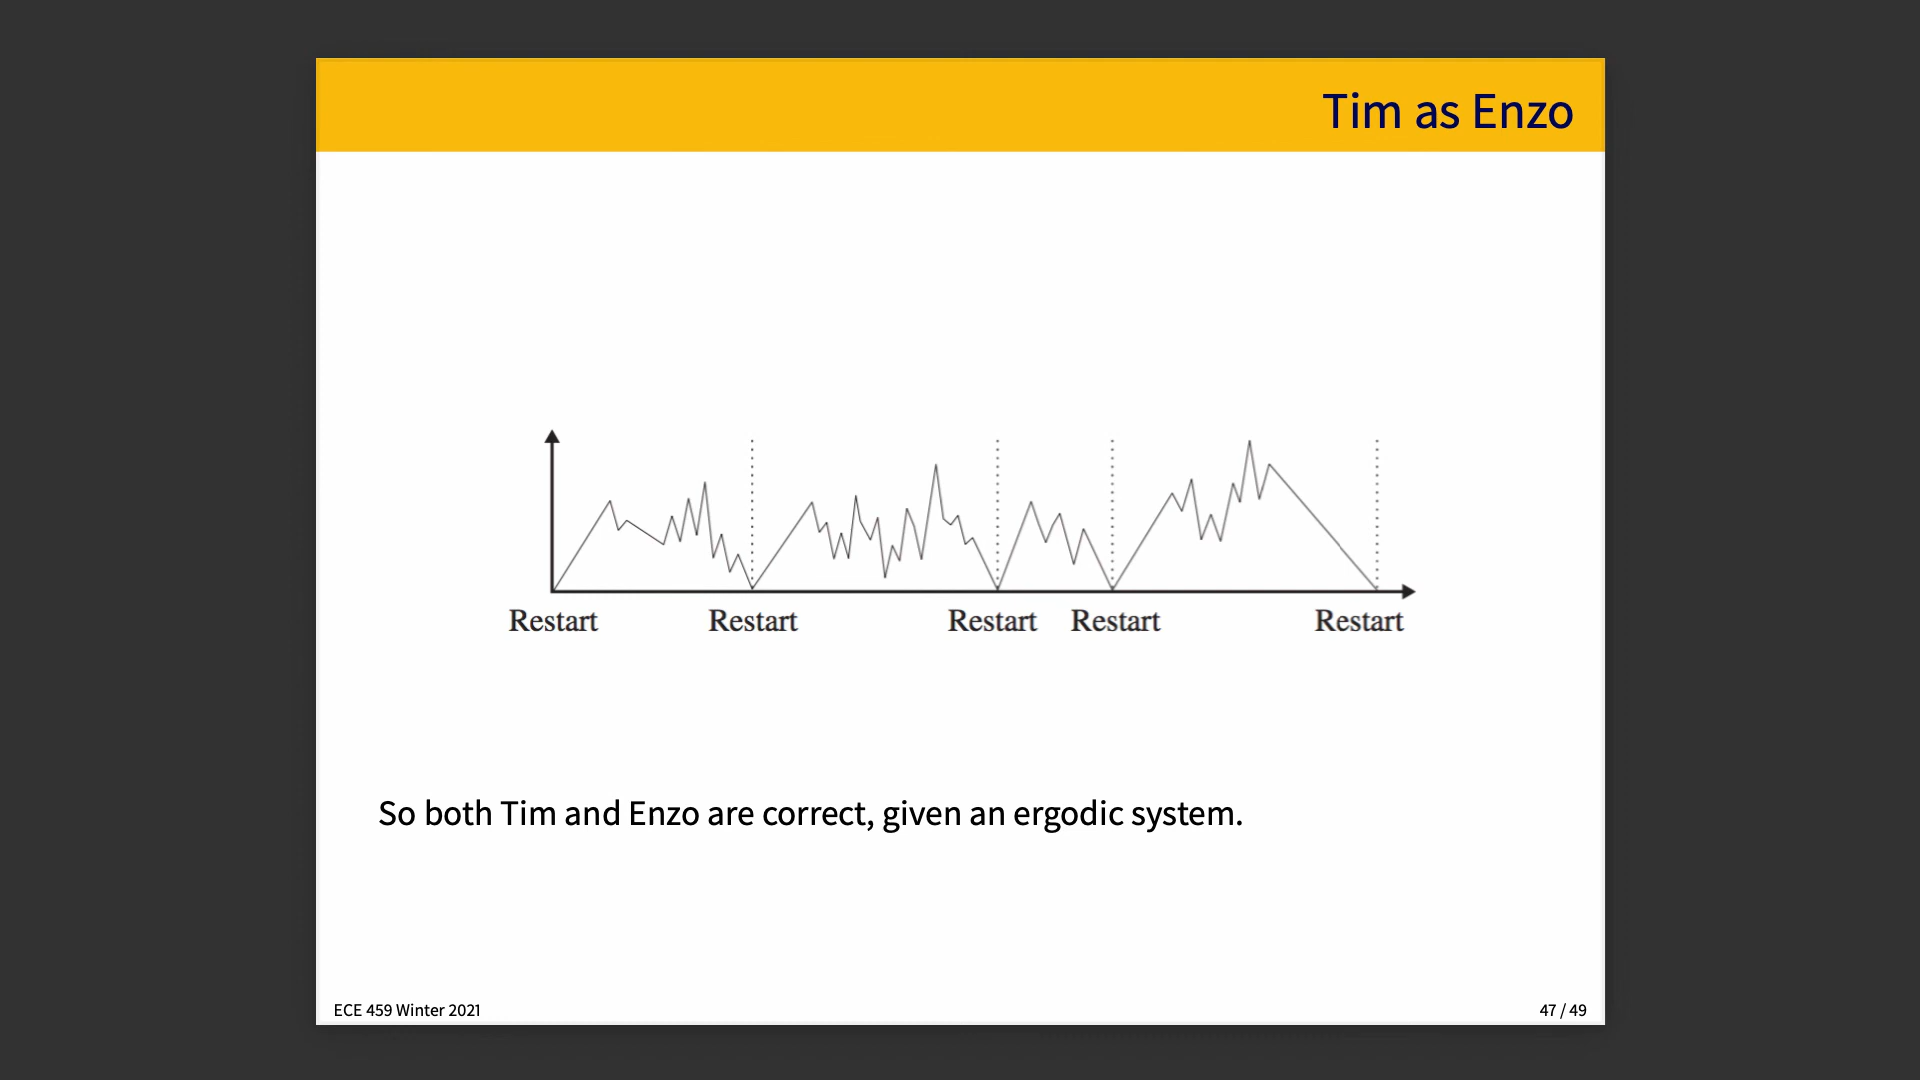 Tim as Enzo
Restart Restart Restart Restart Restart
So both Tim and Enzo are correct, given an ergodic system.
ECE 459 Winter 2021 47 / 49